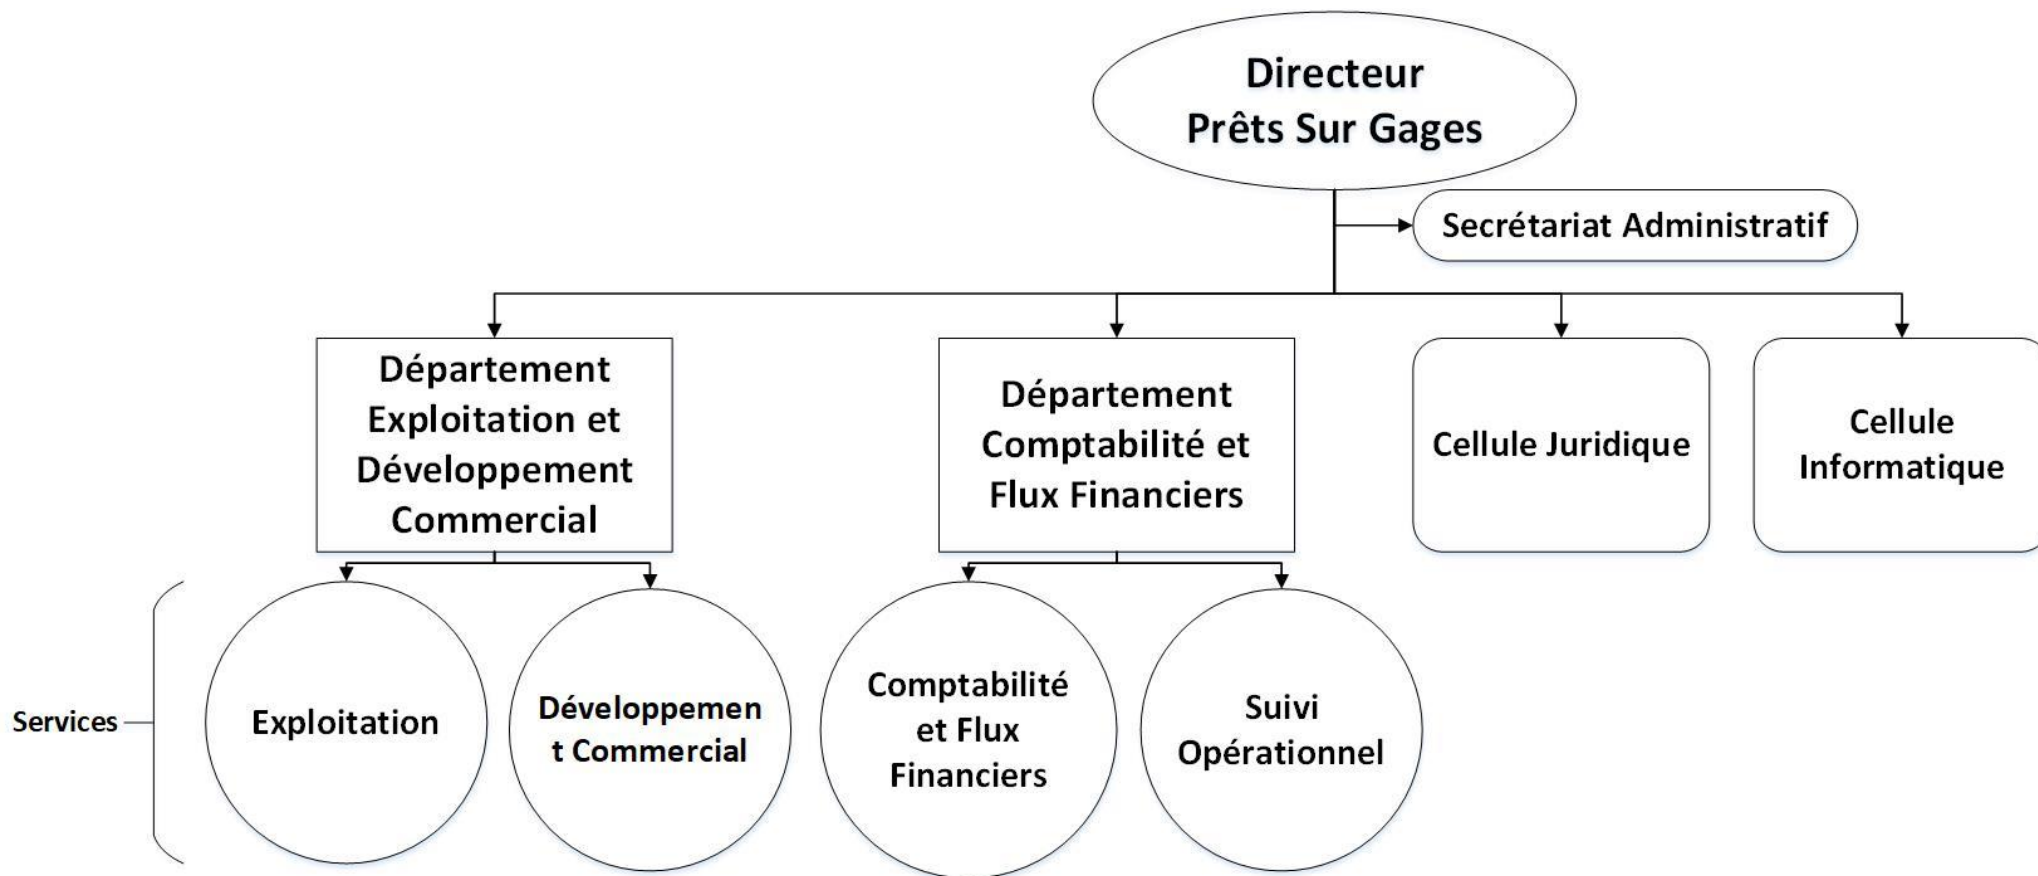 Directeur
Prêts Sur Gages
Secrétariat Administratif
Département
Exploitation et
Développement
Commercial
Département
Comptabilité et
Flux Financiers
Cellule Juridique
Cellule
Informatique
Services
Exploitation
Développemen
t Commercial
Comptabilité
et Flux
Financiers
Suivi
Opérationnel